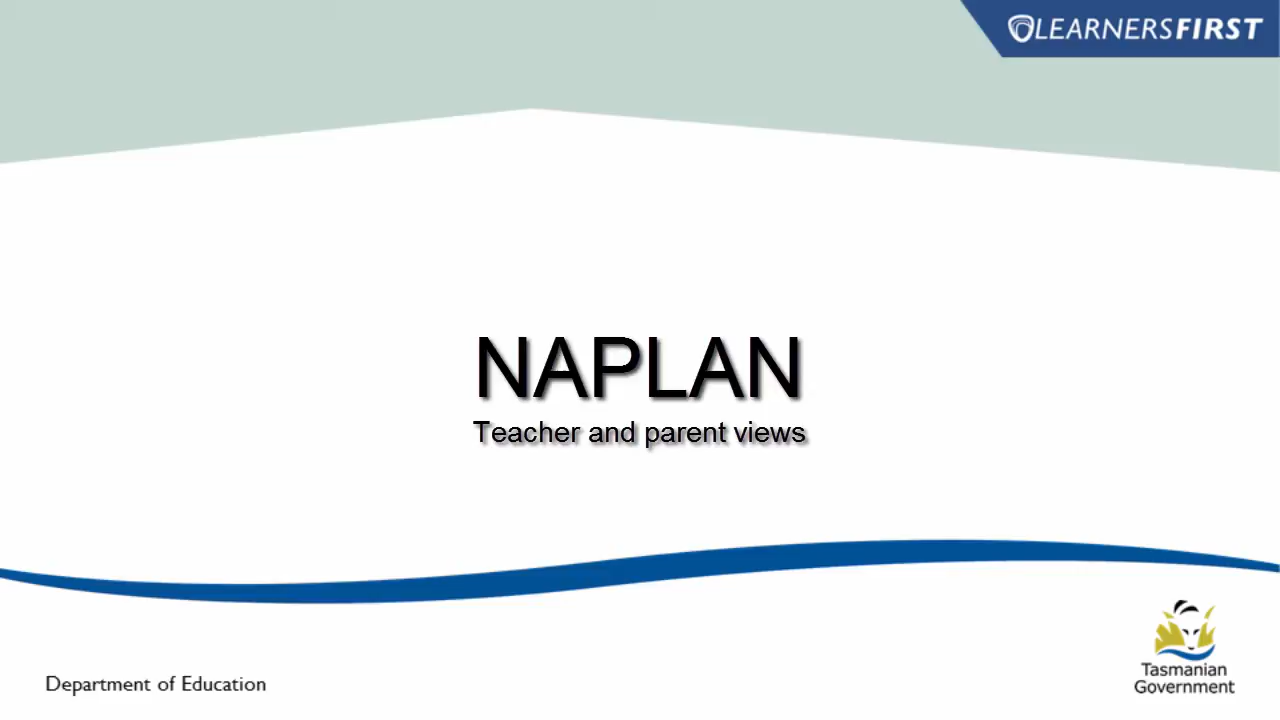 LEARNERSFIRST
NAPLAN
Teacher and parent views
Department of Education
Tasmanian
Government